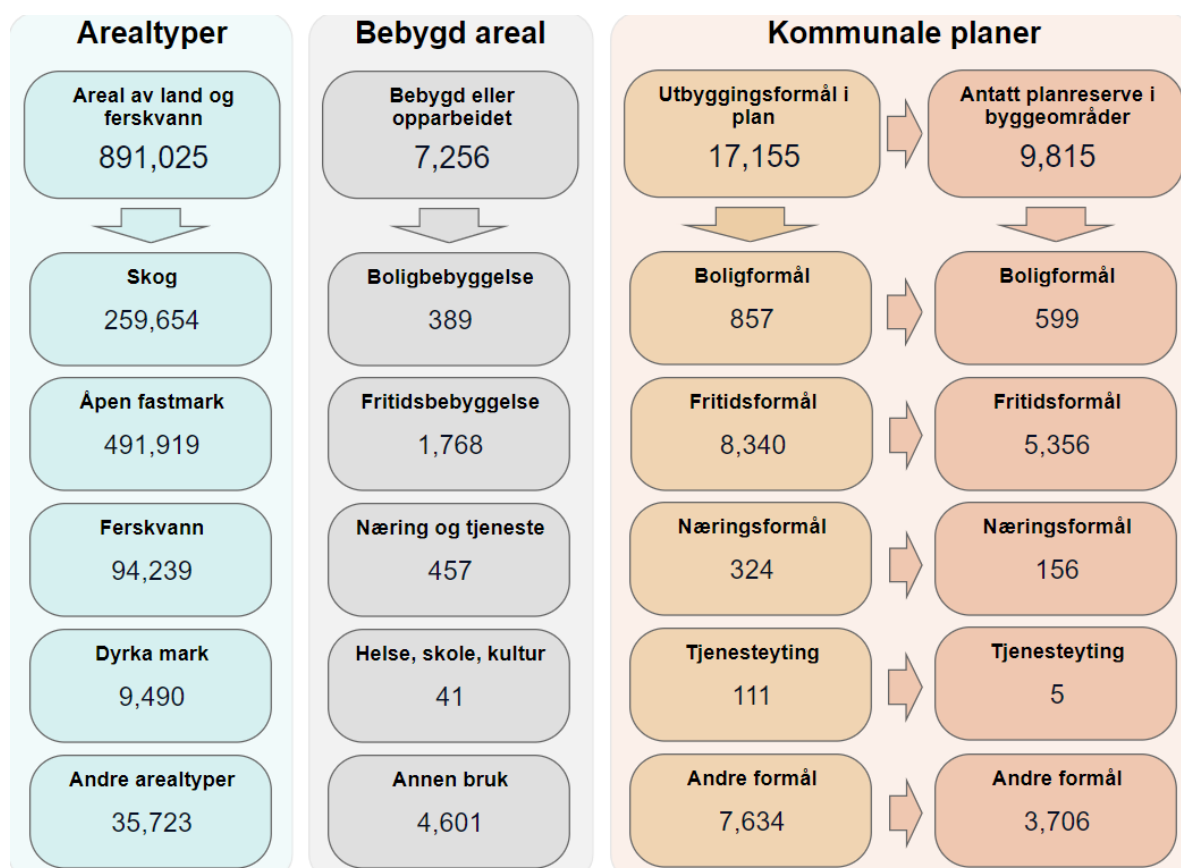 Arealtyper
Areal av land og
ferskvann
891,025
Skog
259,654
Åpen fastmark
491,919
Ferskvann
94,239
Dyrka mark
9,490
Andre arealtyper
35,723
Bebygd areal
Bebygd eller
opparbeidet
7,256
Boligbebyggelse
389
Fritidsbebyggelse
1,768
Næring og tjeneste
457
Helse, skole, kultur
41
Annen bruk
4,601
Kommunale planer
Utbyggingsformål i
plan
17,155
Antatt planreserve i
byggeområder
9,815
Boligformål
857
Boligformål
599
Fritidsformål
8,340
Fritidsformål
5,356
Næringsformål
324
Næringsformål
156
Tjenesteyting
111
Tjenesteyting
5
Andre formål
7,634
Andre formål
3,706